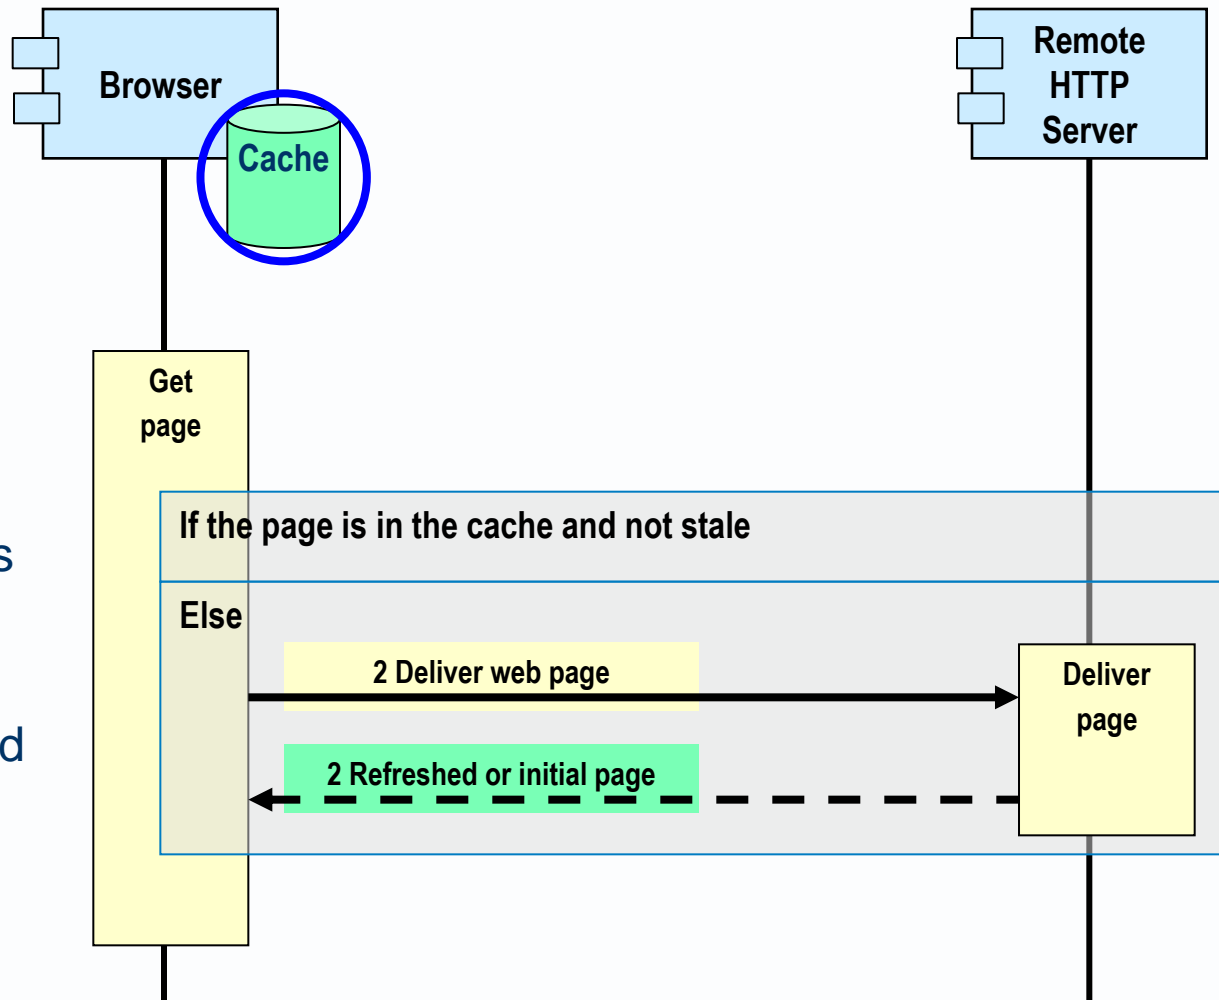 Browser
Cache
Remote
HTTP
Server
Get
page
If the page is in the cache and not stale
Else
2 Deliver web page
Deliver
page
2 Refreshed or initial page